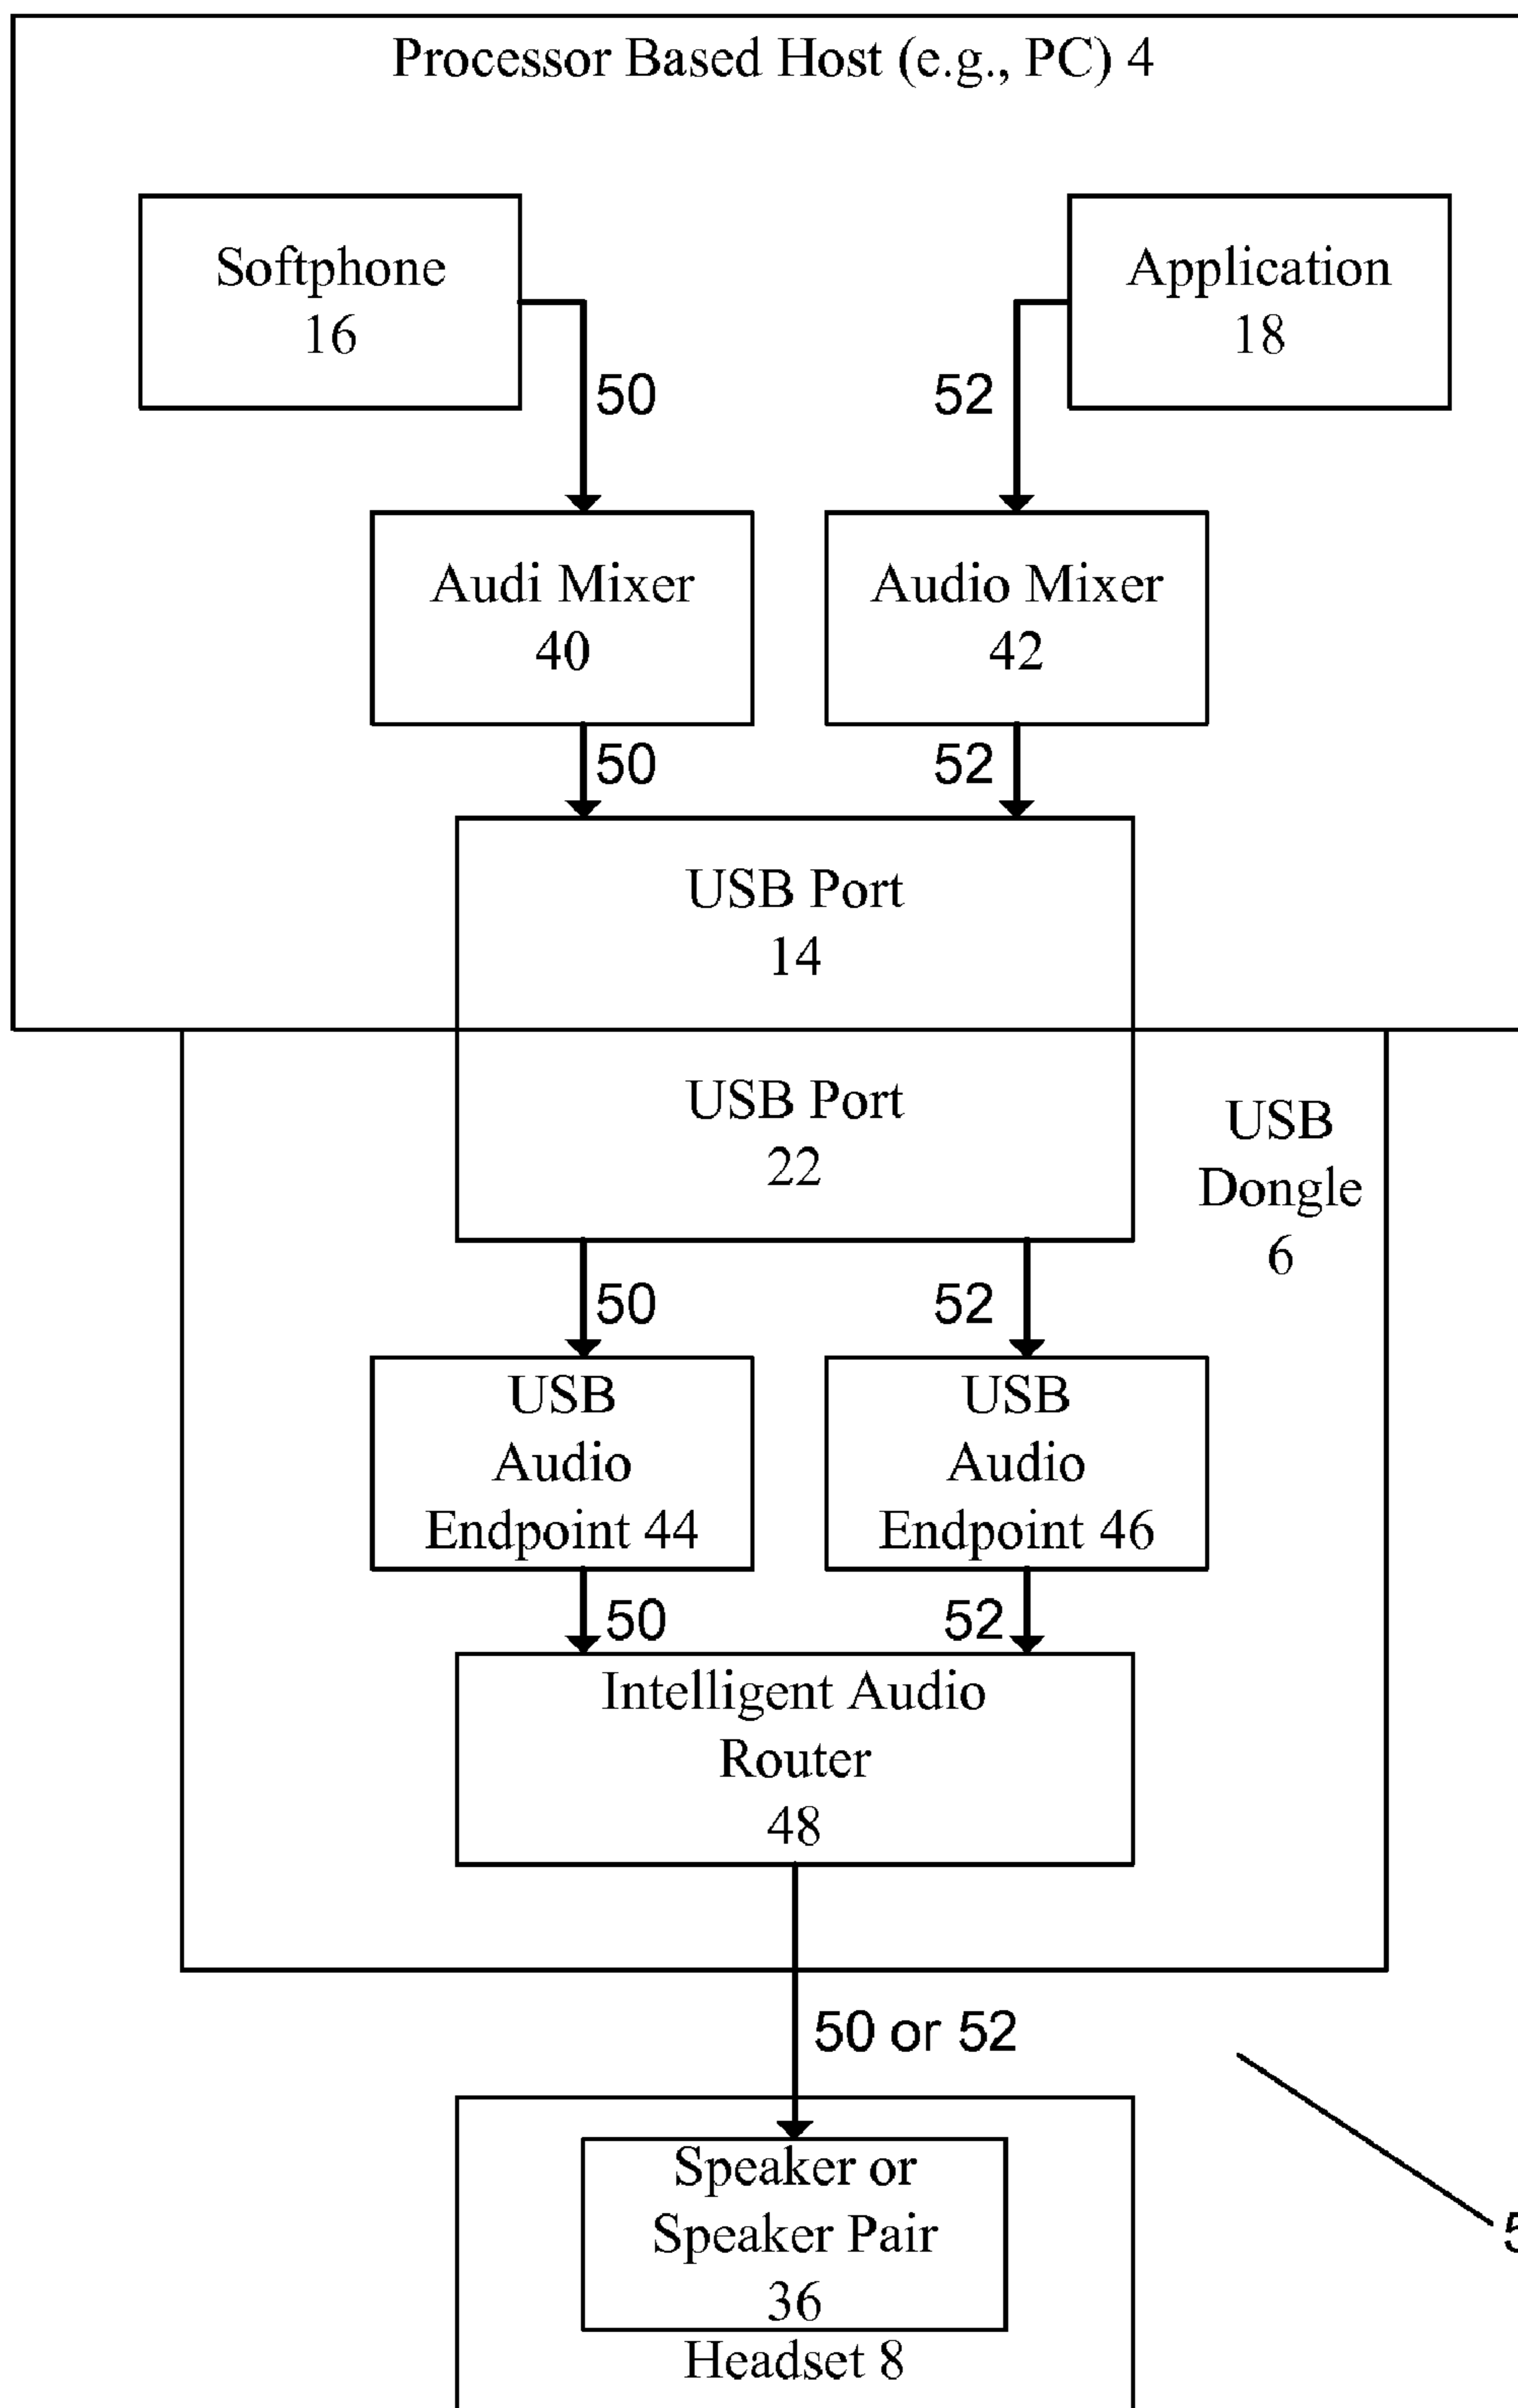 Processor Based Host (e.g., PC) 4
Softphone
16
Application
18
50
52
Audi Mixer
40
Audio Mixer
42
50
52
USB Port
14
USB Port
22
USB
Dongle
6
50
52
USB
Audio
Endpoint 44
USB
Audio
Endpoint 46
50
52
Intelligent Audio
Router
48
50 or 52
Speaker or
Speaker Pair
36
Headset 8